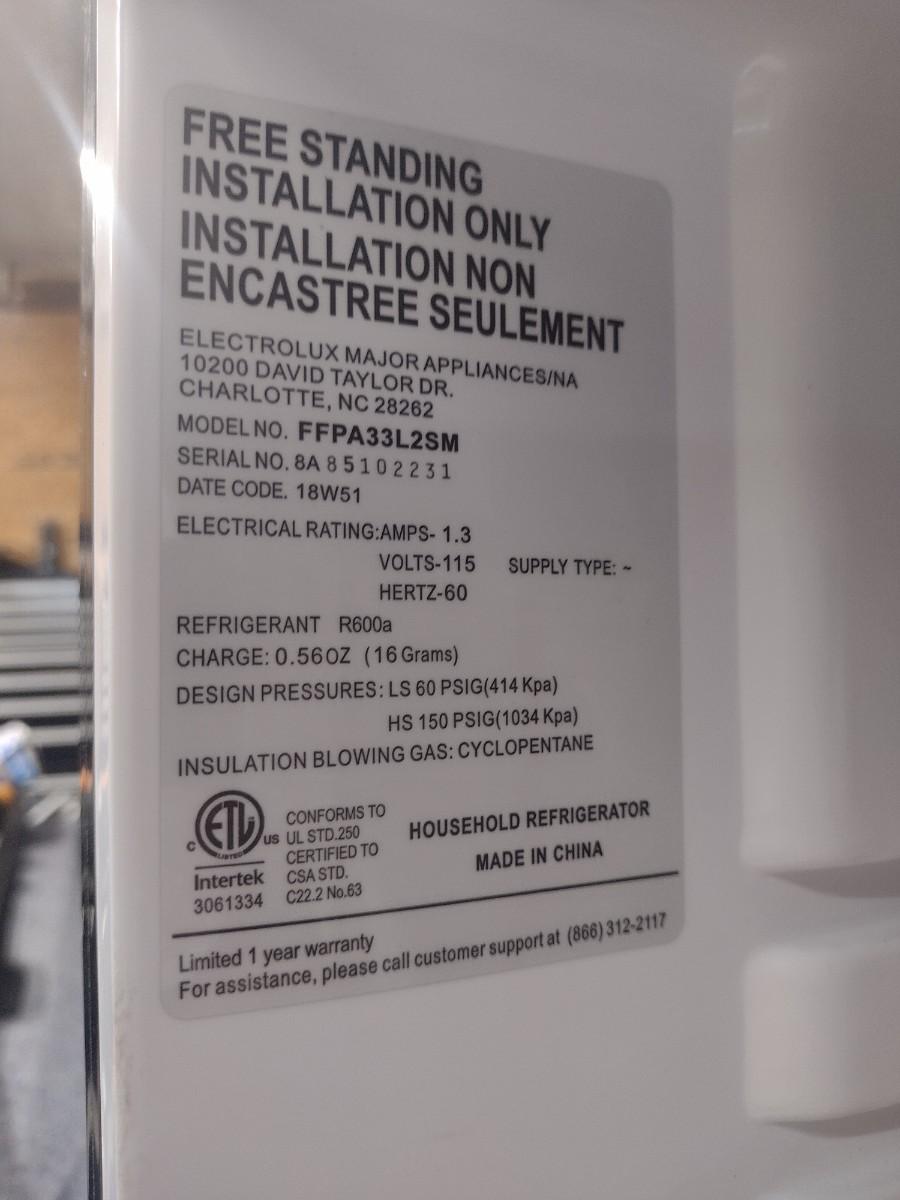 FREE STANDING
INSTALLATION ONLY
INSTALLATION NON
ENCASTREE SEULEMENT
ELECTROLUX MAJOR APPLIANCES/NA
10200 DAVID TAYLOR DR.
CHARLOTTE, NC 28262
MODEL NO. FFPA33L2SM
SERIAL NO. 8A85102231
DATE CODE. 18W51
ELECTRICAL RATING:AMPS- 1.3
VOLTS-115 SUPPLY TYPE: ~
HERTZ-60
REFRIGERANT R600a
CHARGE: 0.56OZ (16 Grams)
DESIGN PRESSURES: LS 60 PSIG(414 Kpa)
HS 150 PSIG(1034 Kpa)
INSULATION BLOWING GAS: CYCLOPENTANE
C ETL US
LISTED
Intertek
3061334
CONFORMS TO
UL STD.250
CERTIFIED TO
CSA STD.
C22.2 No.63
HOUSEHOLD REFRIGERATOR
MADE IN CHINA
Limited 1 year warranty
For assistance, please call customer support at (866) 312-2117